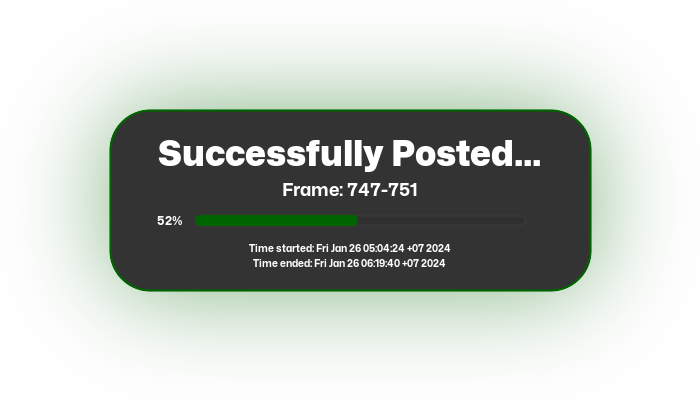 Successfully Posted...
Frame: 747-751
52%
Time started: Fri Jan 26 05:04:24 +07 2024
Time ended: Fri Jan 26 06:19:40 +07 2024